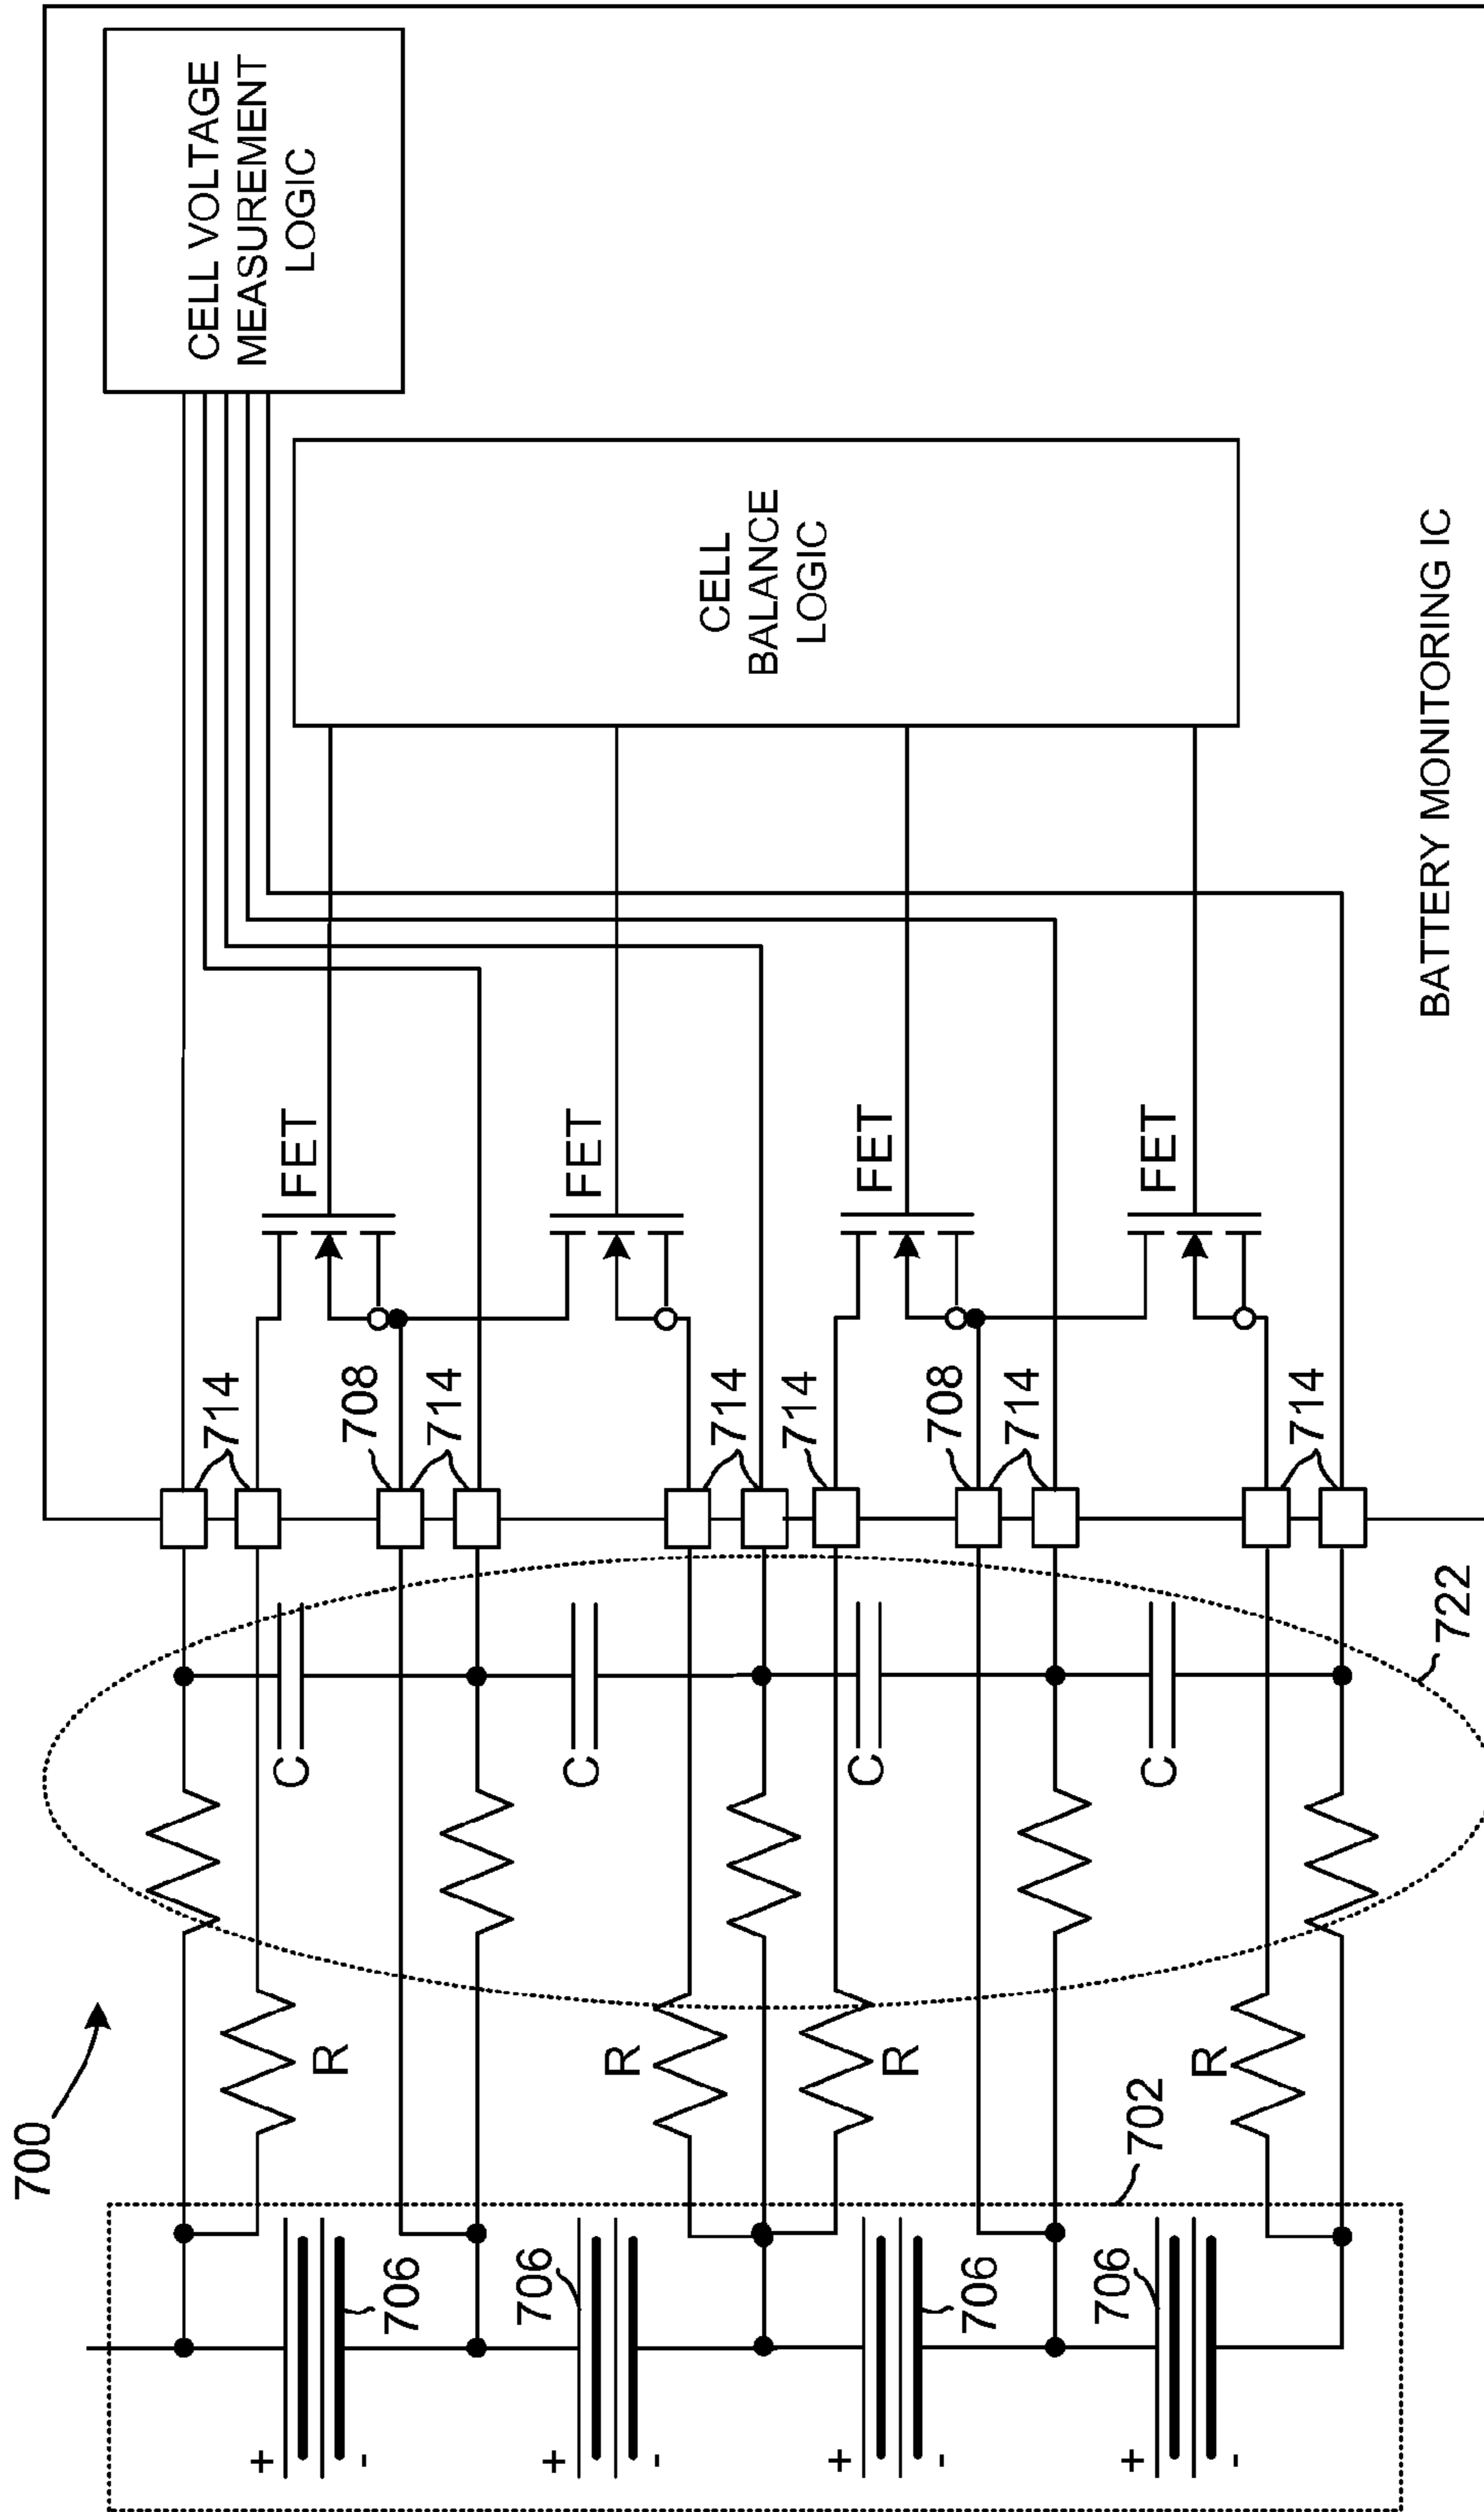 700
CELL VOLTAGE
MEASUREMENT
LOGIC
CELL
BALANCE
LOGIC
BATTERY MONITORING IC
FET
FET
FET
FET
714
708
714
714
714
708
714
714
722
C
C
C
C
R
R
R
R
702
706
706
706
706
+
-
+
-
+
-
+
-